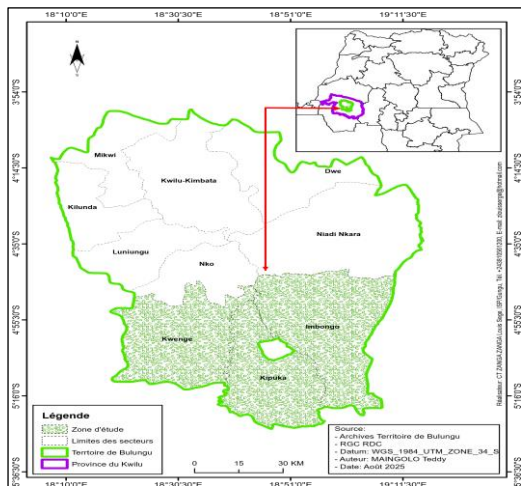 18°10'0"E 18°30'30"E 18°51'0"E 19°11'30"E
3°54'0"S
4°14'30"S
4°35'0"S
4°55'30"S
5°16'0"S
5°36'30"S
3°54'0"S
4°14'30"S
4°35'0"S
4°55'30"S
5°16'0"S
N
Mikwi
Kwilu-Kimbata
Dwe
Kilunda
Niadi Nkara
Luniungu
Nko
Kwenge
Imbongo
Kipuka
Légende
Zone d'étude
Limites des secteurs
Territoire de Bulungu
Province du Kwilu
0 15 30 KM
Source:
- Archives Territoire de Bulungu
- RGC RDC
- Datum: WGS_1984_UTM_ZONE_34_S
- Auteur: MAINGOLO Teddy
- Date: Août 2025
18°10'0"E 18°30'30"E 18°51'0"E 19°11'30"E